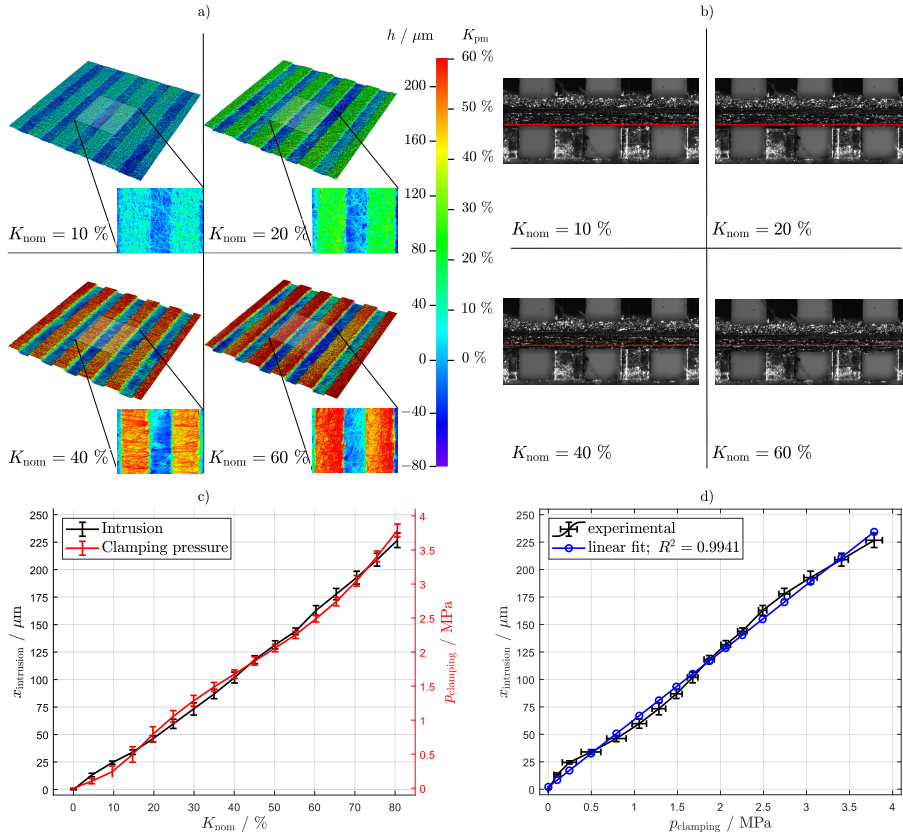 a)
b)
h / μm
K_pm
200
160
120
80
40
0
−40
−80
60 %
50 %
40 %
30 %
20 %
10 %
0 %
K_nom = 10 %
K_nom = 20 %
K_nom = 40 %
K_nom = 60 %
K_nom = 10 %
K_nom = 20 %
K_nom = 40 %
K_nom = 60 %
c)
Intrusion
Clamping pressure
x_intrusion / μm
250
225
200
175
150
125
100
75
50
25
0
0
10
20
30
40
50
60
70
80
K_nom / %
4
3.5
3
2.5
2
1.5
1
0.5
0
p_clamping / MPa
d)
experimental
linear fit; R² = 0.9941
x_intrusion / μm
250
225
200
175
150
125
100
75
50
25
0
0
0.5
1
1.5
2
2.5
3
3.5
4
p_clamping / MPa